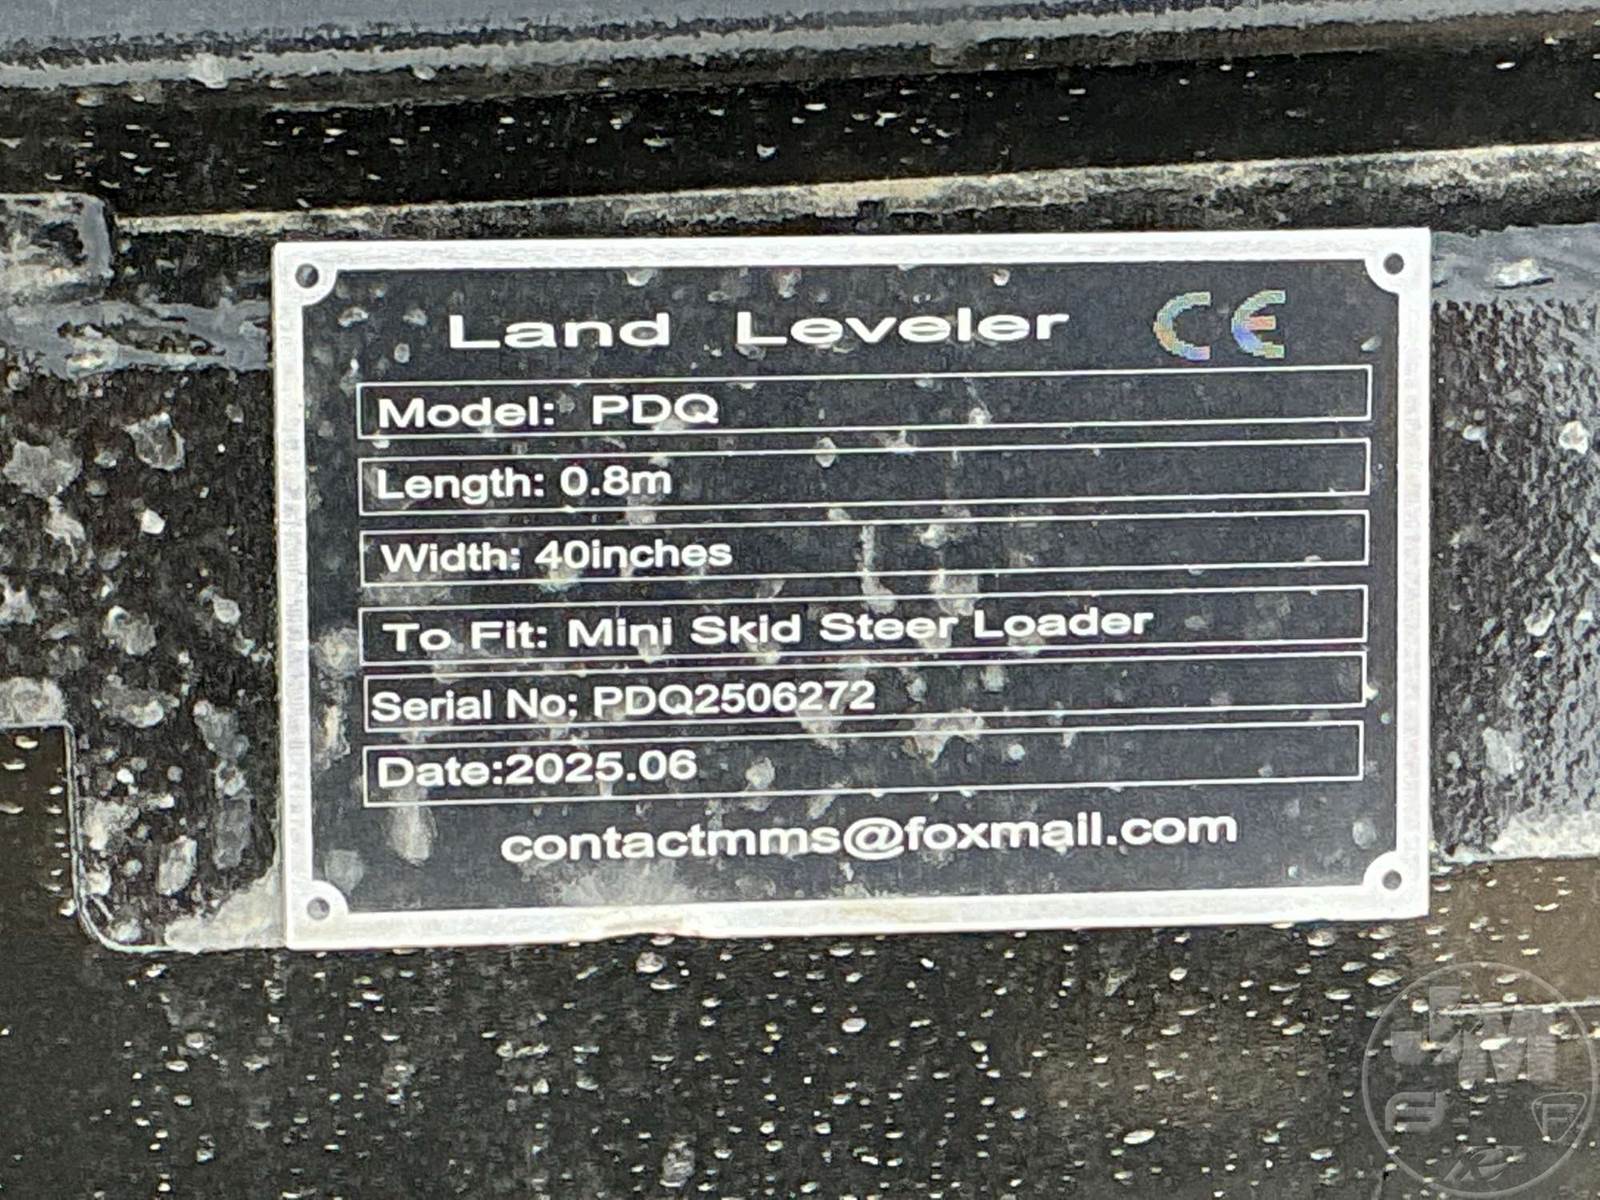 Land Leveler CE
Model: PDQ
Length: 0.8m
Width: 40inches
To Fit: Mini Skid Steer Loader
Serial No: PDQ2506272
Date:2025.06
contactmms@foxmail.com